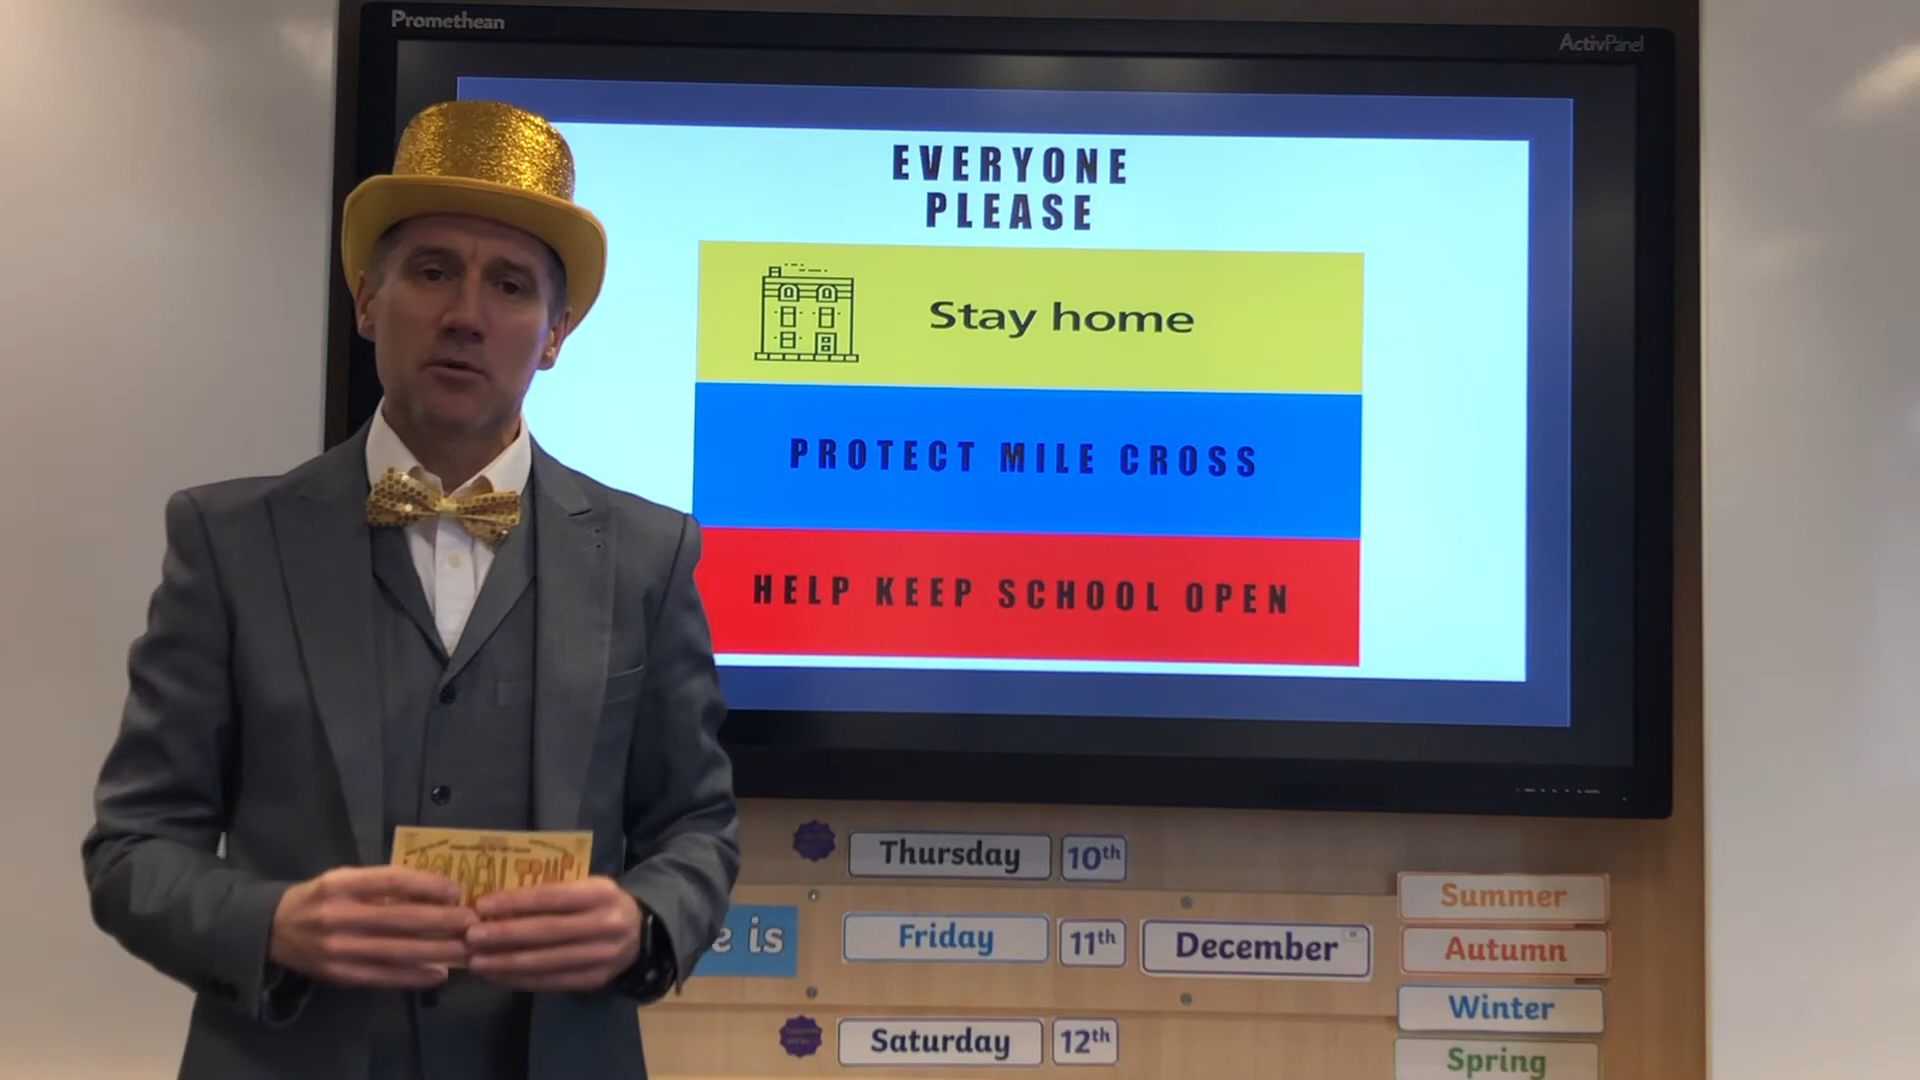 Promethean
ActivPanel
EVERYONE
PLEASE
Stay home
PROTECT MILE CROSS
HELP KEEP SCHOOL OPEN
GOLDEN
Thursday 10th
is Friday 11th December
Saturday 12th
Summer
Autumn
Winter
Spring